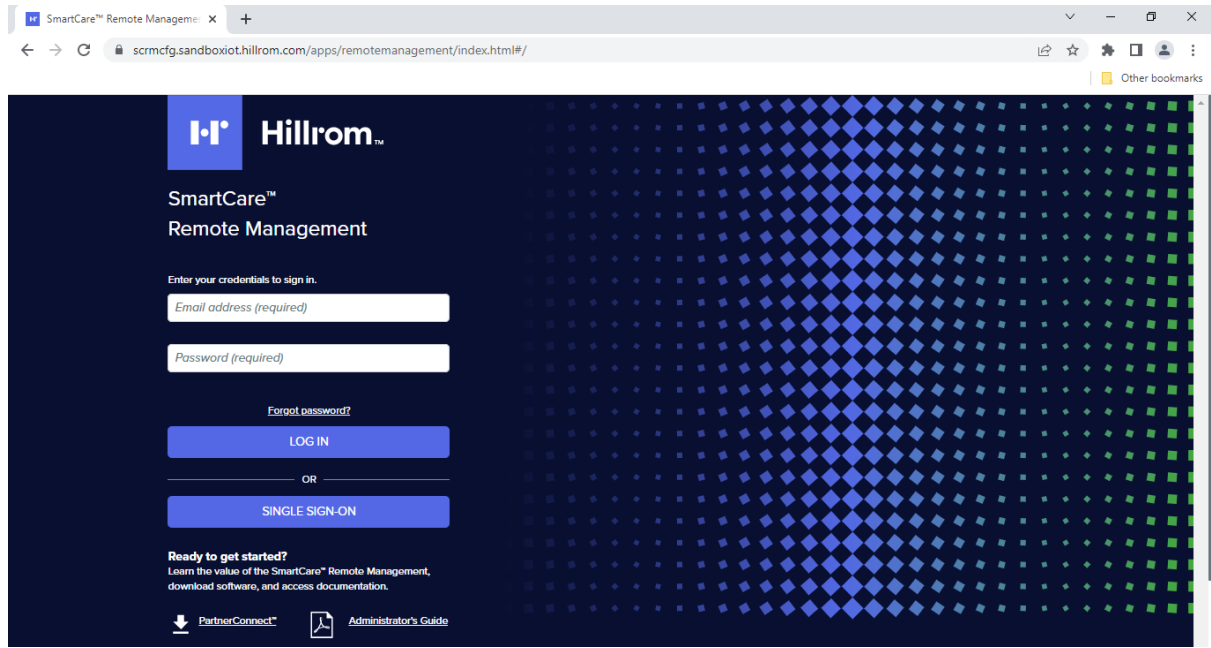 SmartCare™ Remote Manageme
scrmcfg.sandboxiot.hillrom.com/apps/remotemanagement/index.html#/
Other bookmarks
Hillrom™
SmartCare™
Remote Management
Enter your credentials to sign in.
Email address (required)
Password (required)
Forgot password?
LOG IN
OR
SINGLE SIGN-ON
Ready to get started?
Learn the value of the SmartCare™ Remote Management,
download software, and access documentation.
PartnerConnect™ Administrator's Guide